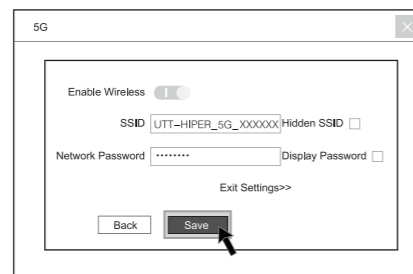 5G
Enable Wireless
SSID UTT-HIPER_5G_XXXXXX Hidden SSID
Network Password •••••••• Display Password
Exit Settings>>
Back Save